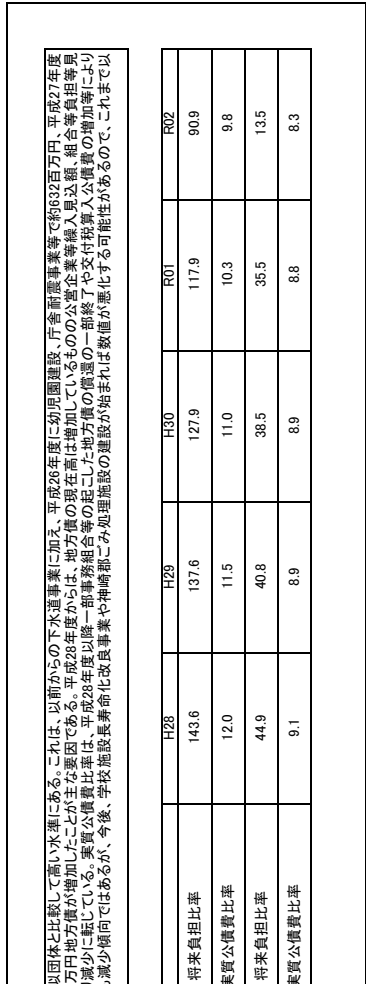 以団体と比較して高い水準にある。これは、以前からの下水道事業に加え、平成26年度に幼児園建設、庁舎耐震事業等で約632百万円、平成27年度
万円地方債が増加したことが主な要因である。平成28年度からは、地方債の現在高は増加しているものの公営企業等繰入見込額、組合等負担等見
減少に転じている。実質公債費比率は、平成28年度以降一部事務組合等の起こした地方債の償還の一部終了や交付税算入公債費の増加等により
減少傾向ではあるが、今後、学校施設長寿命化改良事業や神崎郡ごみ処理施設の建設が始まれば数値が悪化する可能性があるので、これまで以
H28 H29 H30 R01 R02
将来負担比率 143.6 137.6 127.9 117.9 90.9
実質公債費比率 12.0 11.5 11.0 10.3 9.8
将来負担比率 44.9 40.8 38.5 35.5 13.5
実質公債費比率 9.1 8.9 8.9 8.8 8.3